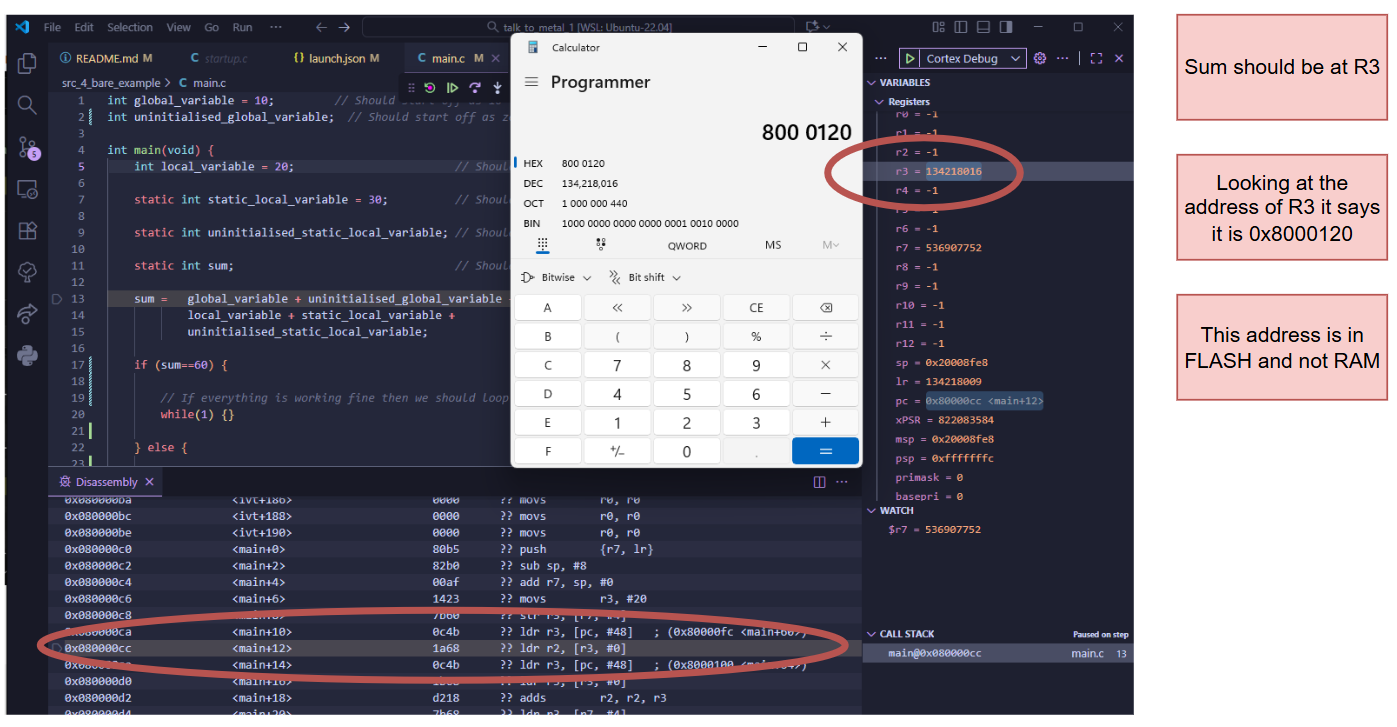 File Edit Selection View Go Run ··· talk_to_metal_1 [WSL: Ubuntu-22.04]
README.md M startup.c launch.json M main.c M
src_4_bare_example > C main.c
1 int global_variable = 10; // Should start off as
2 int uninitialised_global_variable; // Should start off as
3
4 int main(void) {
5 int local_variable = 20; // Shou
6
7 static int static_local_variable = 30; // Shou
8
9 static int uninitialised_static_local_variable; // Shou
10
11 static int sum; // Shou
12
13 sum = global_variable + uninitialised_global_variable
14 local_variable + static_local_variable +
15 uninitialised_static_local_variable;
16
17 if (sum==60) {
18
19 // If everything is working fine then we should loop
20 while(1) {}
21
22 } else {
23
Calculator
Programmer
800 0120
HEX 800 0120
DEC 134,218,016
OCT 1 000 000 440
BIN 1000 0000 0000 0000 0001 0010 0000
QWORD MS M
Bitwise Bit shift
A << >> CE
B ( ) % ÷
C 7 8 9 ×
D 4 5 6 −
E 1 2 3 +
F +/− 0 . =
··· Cortex Debug ···
VARIABLES
Registers
r0 = -1
r1 = -1
r2 = -1
r3 = 134218016
r4 = -1
r5 = -1
r6 = -1
r7 = 536907752
r8 = -1
r9 = -1
r10 = -1
r11 = -1
r12 = -1
sp = 0x20008fe8
lr = 134218009
pc = 0x80000cc <main+12>
xPSR = 822083584
msp = 0x20008fe8
psp = 0xfffffffc
primask = 0
basepri = 0
WATCH
$r7 = 536907752
CALL STACK Paused on step
main@0x080000cc main.c 13
Disassembly
0x080000ba <ivt+186> 0000 ?? movs r0, r0
0x080000bc <ivt+188> 0000 ?? movs r0, r0
0x080000be <ivt+190> 0000 ?? movs r0, r0
0x080000c0 <main+0> 80b5 ?? push {r7, lr}
0x080000c2 <main+2> 82b0 ?? sub sp, #8
0x080000c4 <main+4> 00af ?? add r7, sp, #0
0x080000c6 <main+6> 1423 ?? movs r3, #20
0x080000c8 <main+8> 7b60 ?? str r3, [r7, #4]
0x080000ca <main+10> 0c4b ?? ldr r3, [pc, #48] ; (0x80000fc <main+60>)
0x080000cc <main+12> 1a68 ?? ldr r2, [r3, #0]
<main+14> 0c4b ?? ldr r3, [pc, #48] ; (0x8000100 <main+64>)
0x080000d0 <main+16> 1b68 ?? ldr r3, [r3, #0]
0x080000d2 <main+18> d218 ?? adds r2, r2, r3
0x080000d4 <main+20> 7b68 ?? ldr r3, [r7, #4]
Sum should be at R3
Looking at the
address of R3 it says
it is 0x8000120
This address is in
FLASH and not RAM